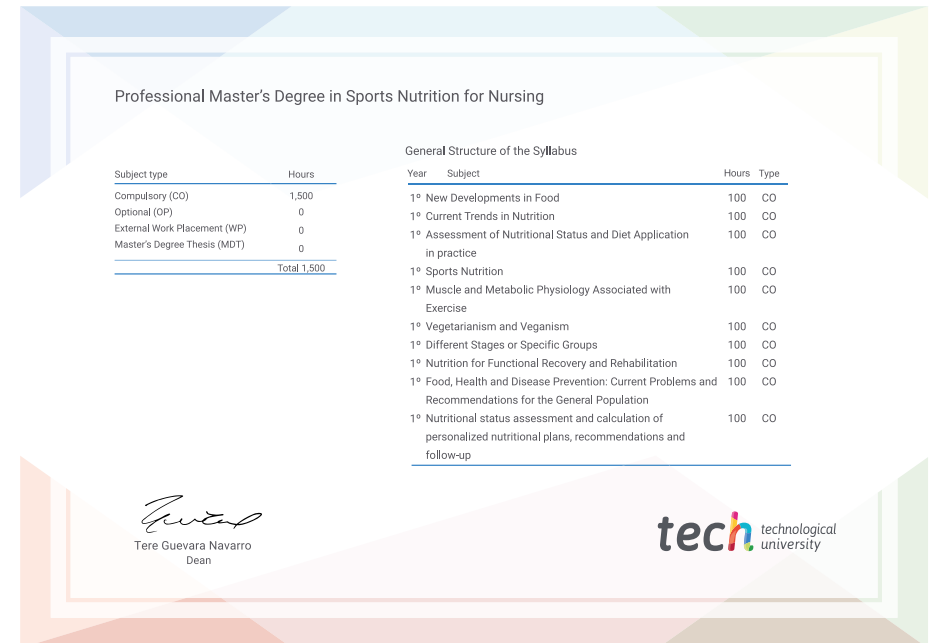 Professional Master's Degree in Sports Nutrition for Nursing
Subject type Hours
Compulsory (CO) 1,500
Optional (OP) 0
External Work Placement (WP) 0
Master's Degree Thesis (MDT) 0
Total 1,500
General Structure of the Syllabus
Year Subject Hours Type
1º New Developments in Food 100 CO
1º Current Trends in Nutrition 100 CO
1º Assessment of Nutritional Status and Diet Application 100 CO
in practice
1º Sports Nutrition 100 CO
1º Muscle and Metabolic Physiology Associated with 100 CO
Exercise
1º Vegetarianism and Veganism 100 CO
1º Different Stages or Specific Groups 100 CO
1º Nutrition for Functional Recovery and Rehabilitation 100 CO
1º Food, Health and Disease Prevention: Current Problems and 100 CO
Recommendations for the General Population
1º Nutritional status assessment and calculation of 100 CO
personalized nutritional plans, recommendations and
follow-up
Tere Guevara Navarro
Dean
tech technological
university